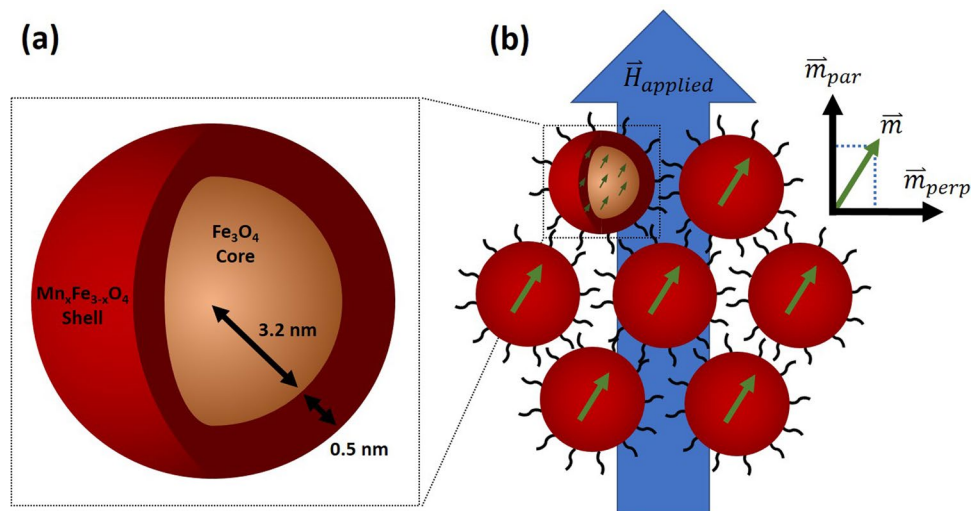 (a)
Fe₃O₄
Core
MnₓFe₃₋ₓO₄
Shell
3.2 nm
0.5 nm
(b)
H⃗applied
m⃗par
m⃗
m⃗perp